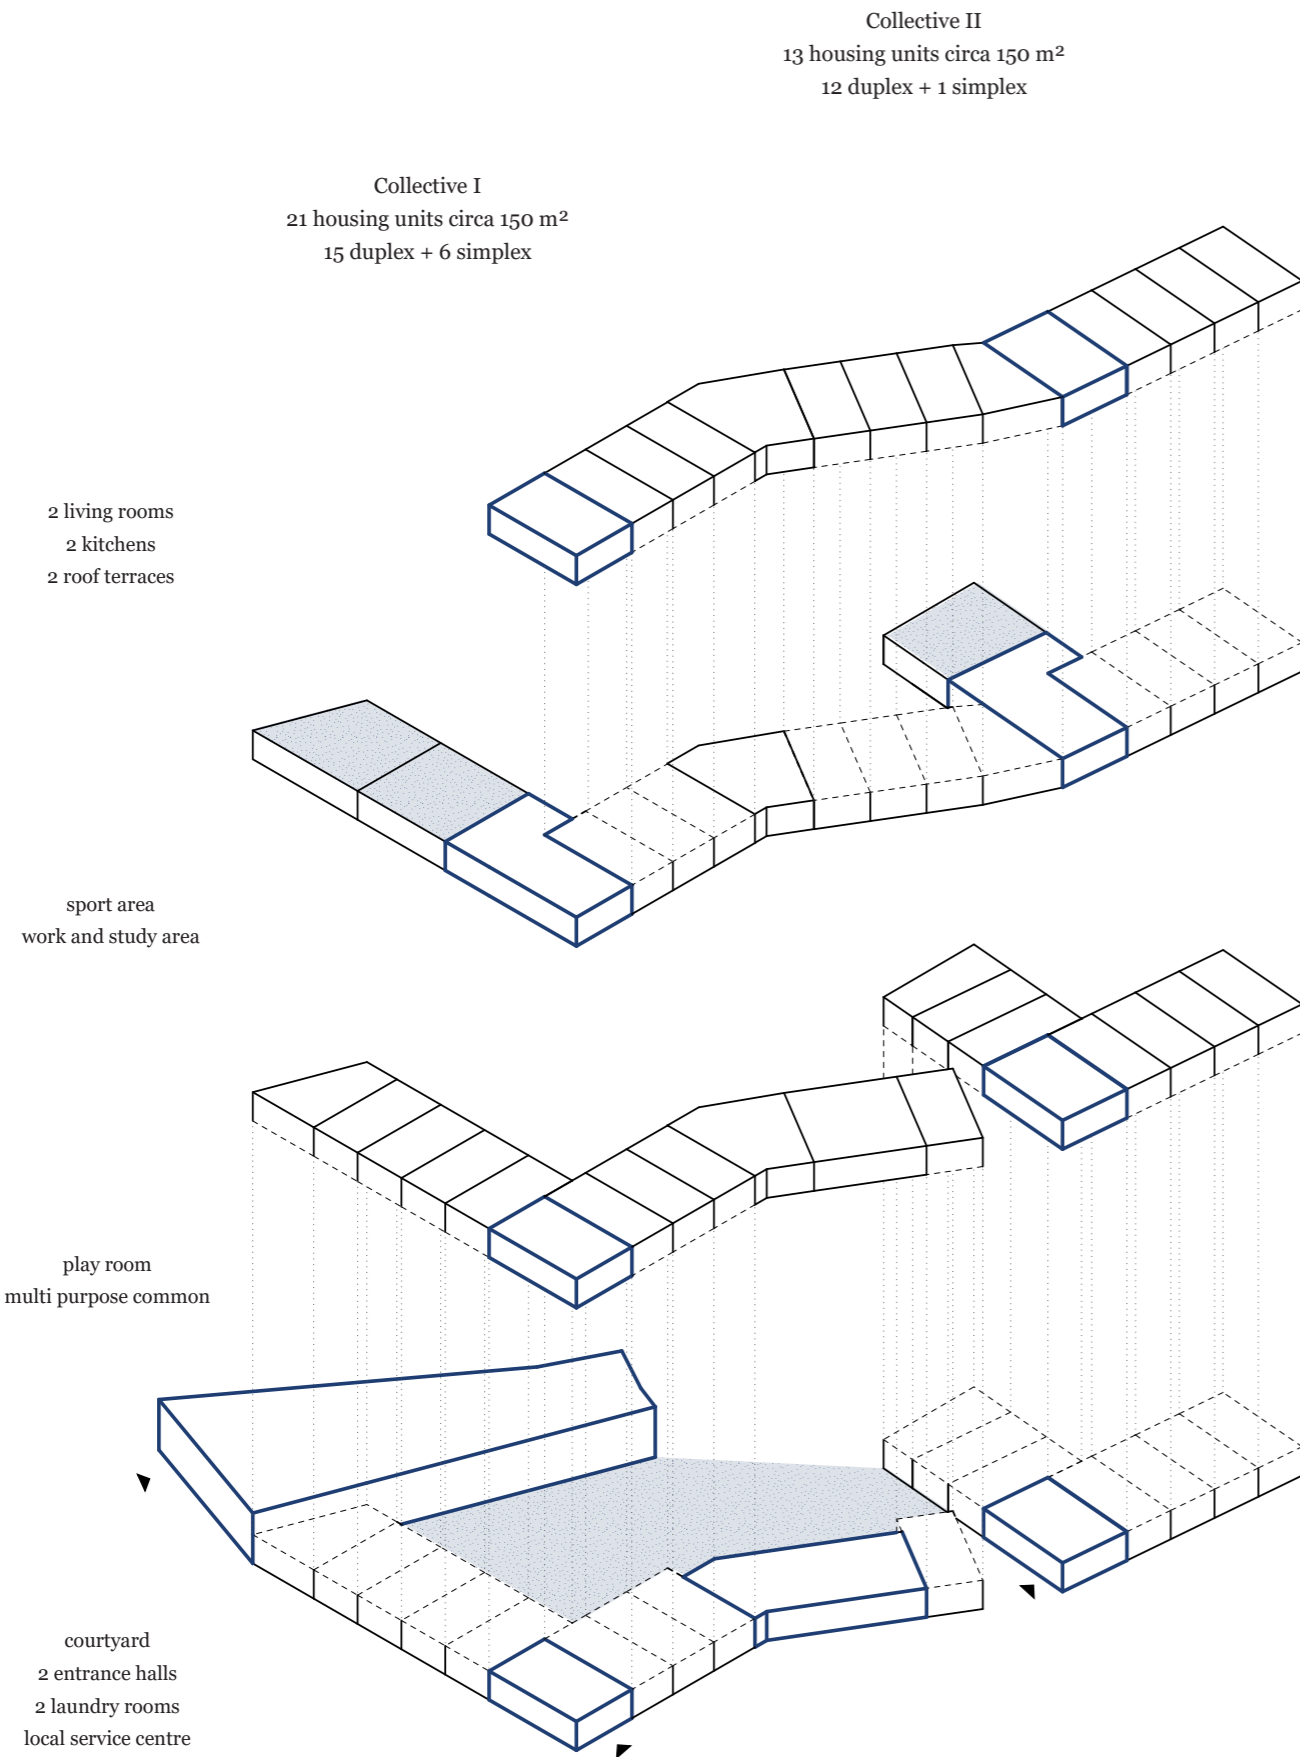 Collective II
13 housing units circa 150 m²
12 duplex + 1 simplex
Collective I
21 housing units circa 150 m²
15 duplex + 6 simplex
2 living rooms
2 kitchens
2 roof terraces
sport area
work and study area
play room
multi purpose common
courtyard
2 entrance halls
2 laundry rooms
local service centre